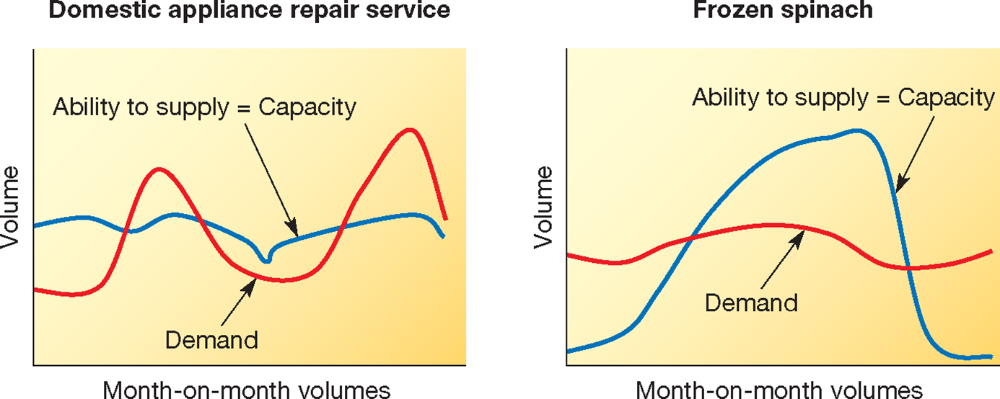 Domestic appliance repair service
Ability to supply = Capacity
Volume
Demand
Month-on-month volumes
Frozen spinach
Ability to supply = Capacity
Volume
Demand
Month-on-month volumes